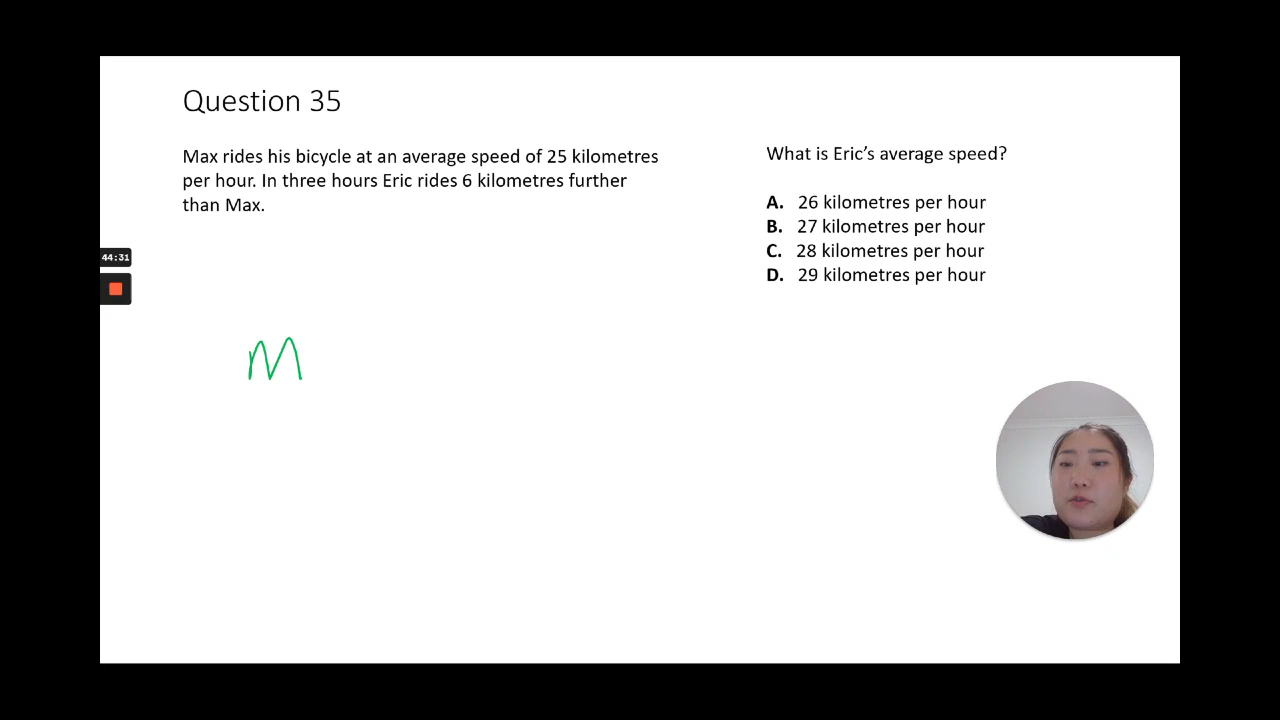 Question 35
Max rides his bicycle at an average speed of 25 kilometres
per hour. In three hours Eric rides 6 kilometres further
than Max.
What is Eric’s average speed?
A. 26 kilometres per hour
B. 27 kilometres per hour
C. 28 kilometres per hour
D. 29 kilometres per hour
44:31
M